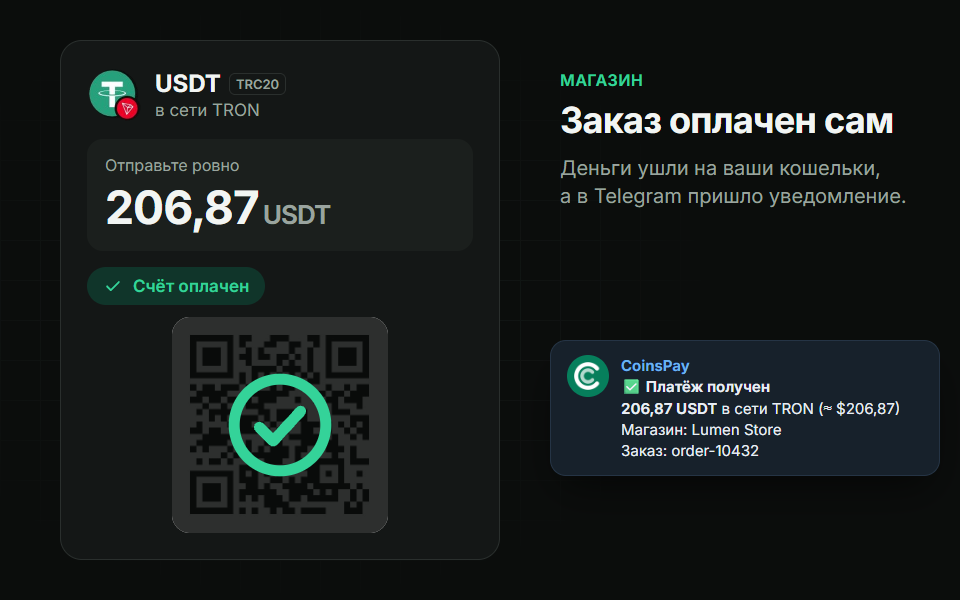 USDT TRC20
в сети TRON
Отправьте ровно
206,87 USDT
Счёт оплачен
МАГАЗИН
Заказ оплачен сам
Деньги ушли на ваши кошельки,
а в Telegram пришло уведомление.
CoinsPay
✅ Платёж получен
206,87 USDT в сети TRON (≈ $206,87)
Магазин: Lumen Store
Заказ: order-10432